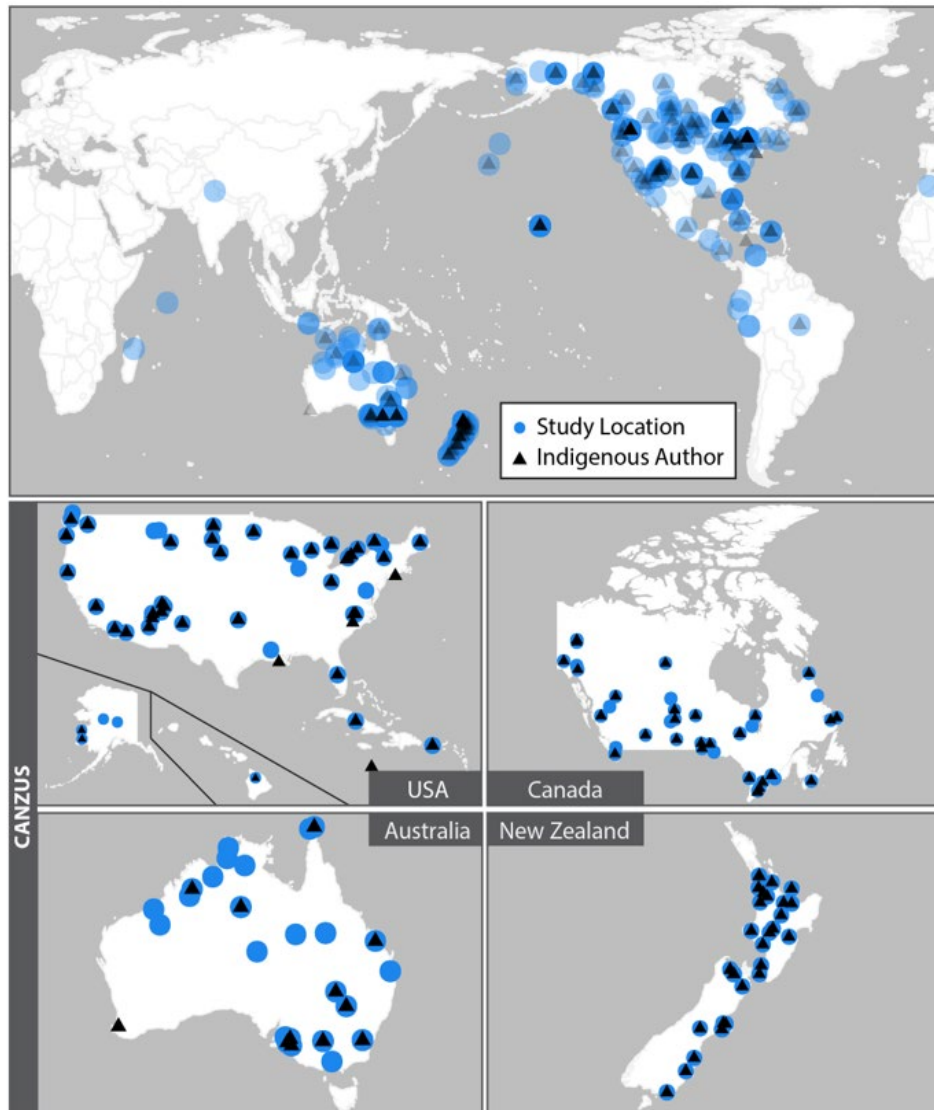 Study Location
Indigenous Author
CANZUS
USA
Canada
Australia
New Zealand